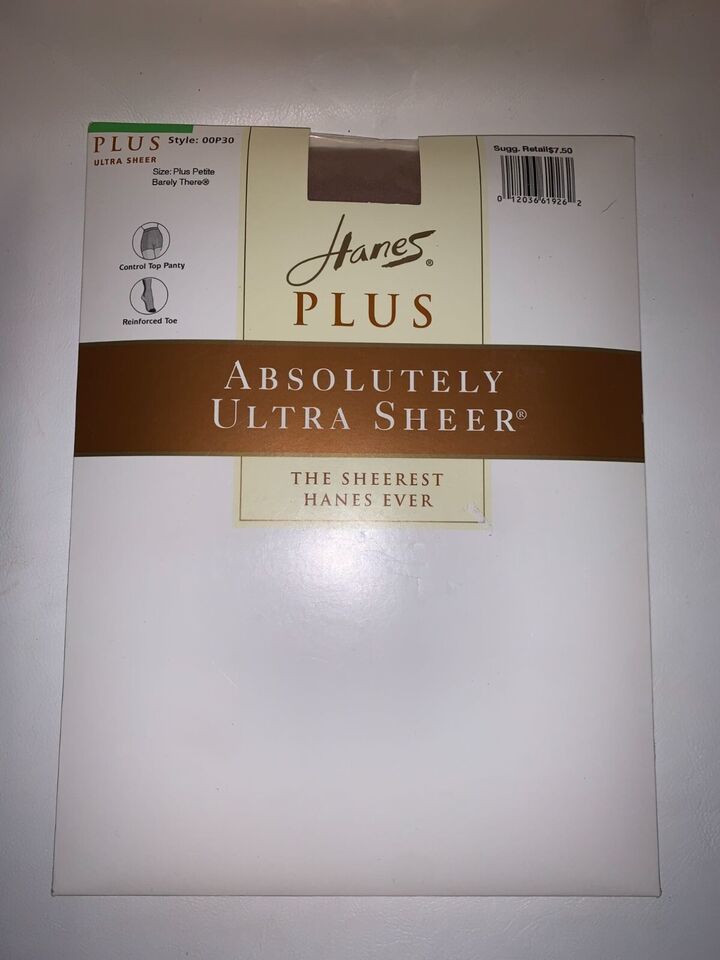 PLUS Style: 00P30
ULTRA SHEER
Size: Plus Petite
Barely There®
Control Top Panty
Reinforced Toe
Sugg. Retail$7.50
0 12036 61926 2
Hanes®
PLUS
ABSOLUTELY
ULTRA SHEER®
THE SHEEREST
HANES EVER